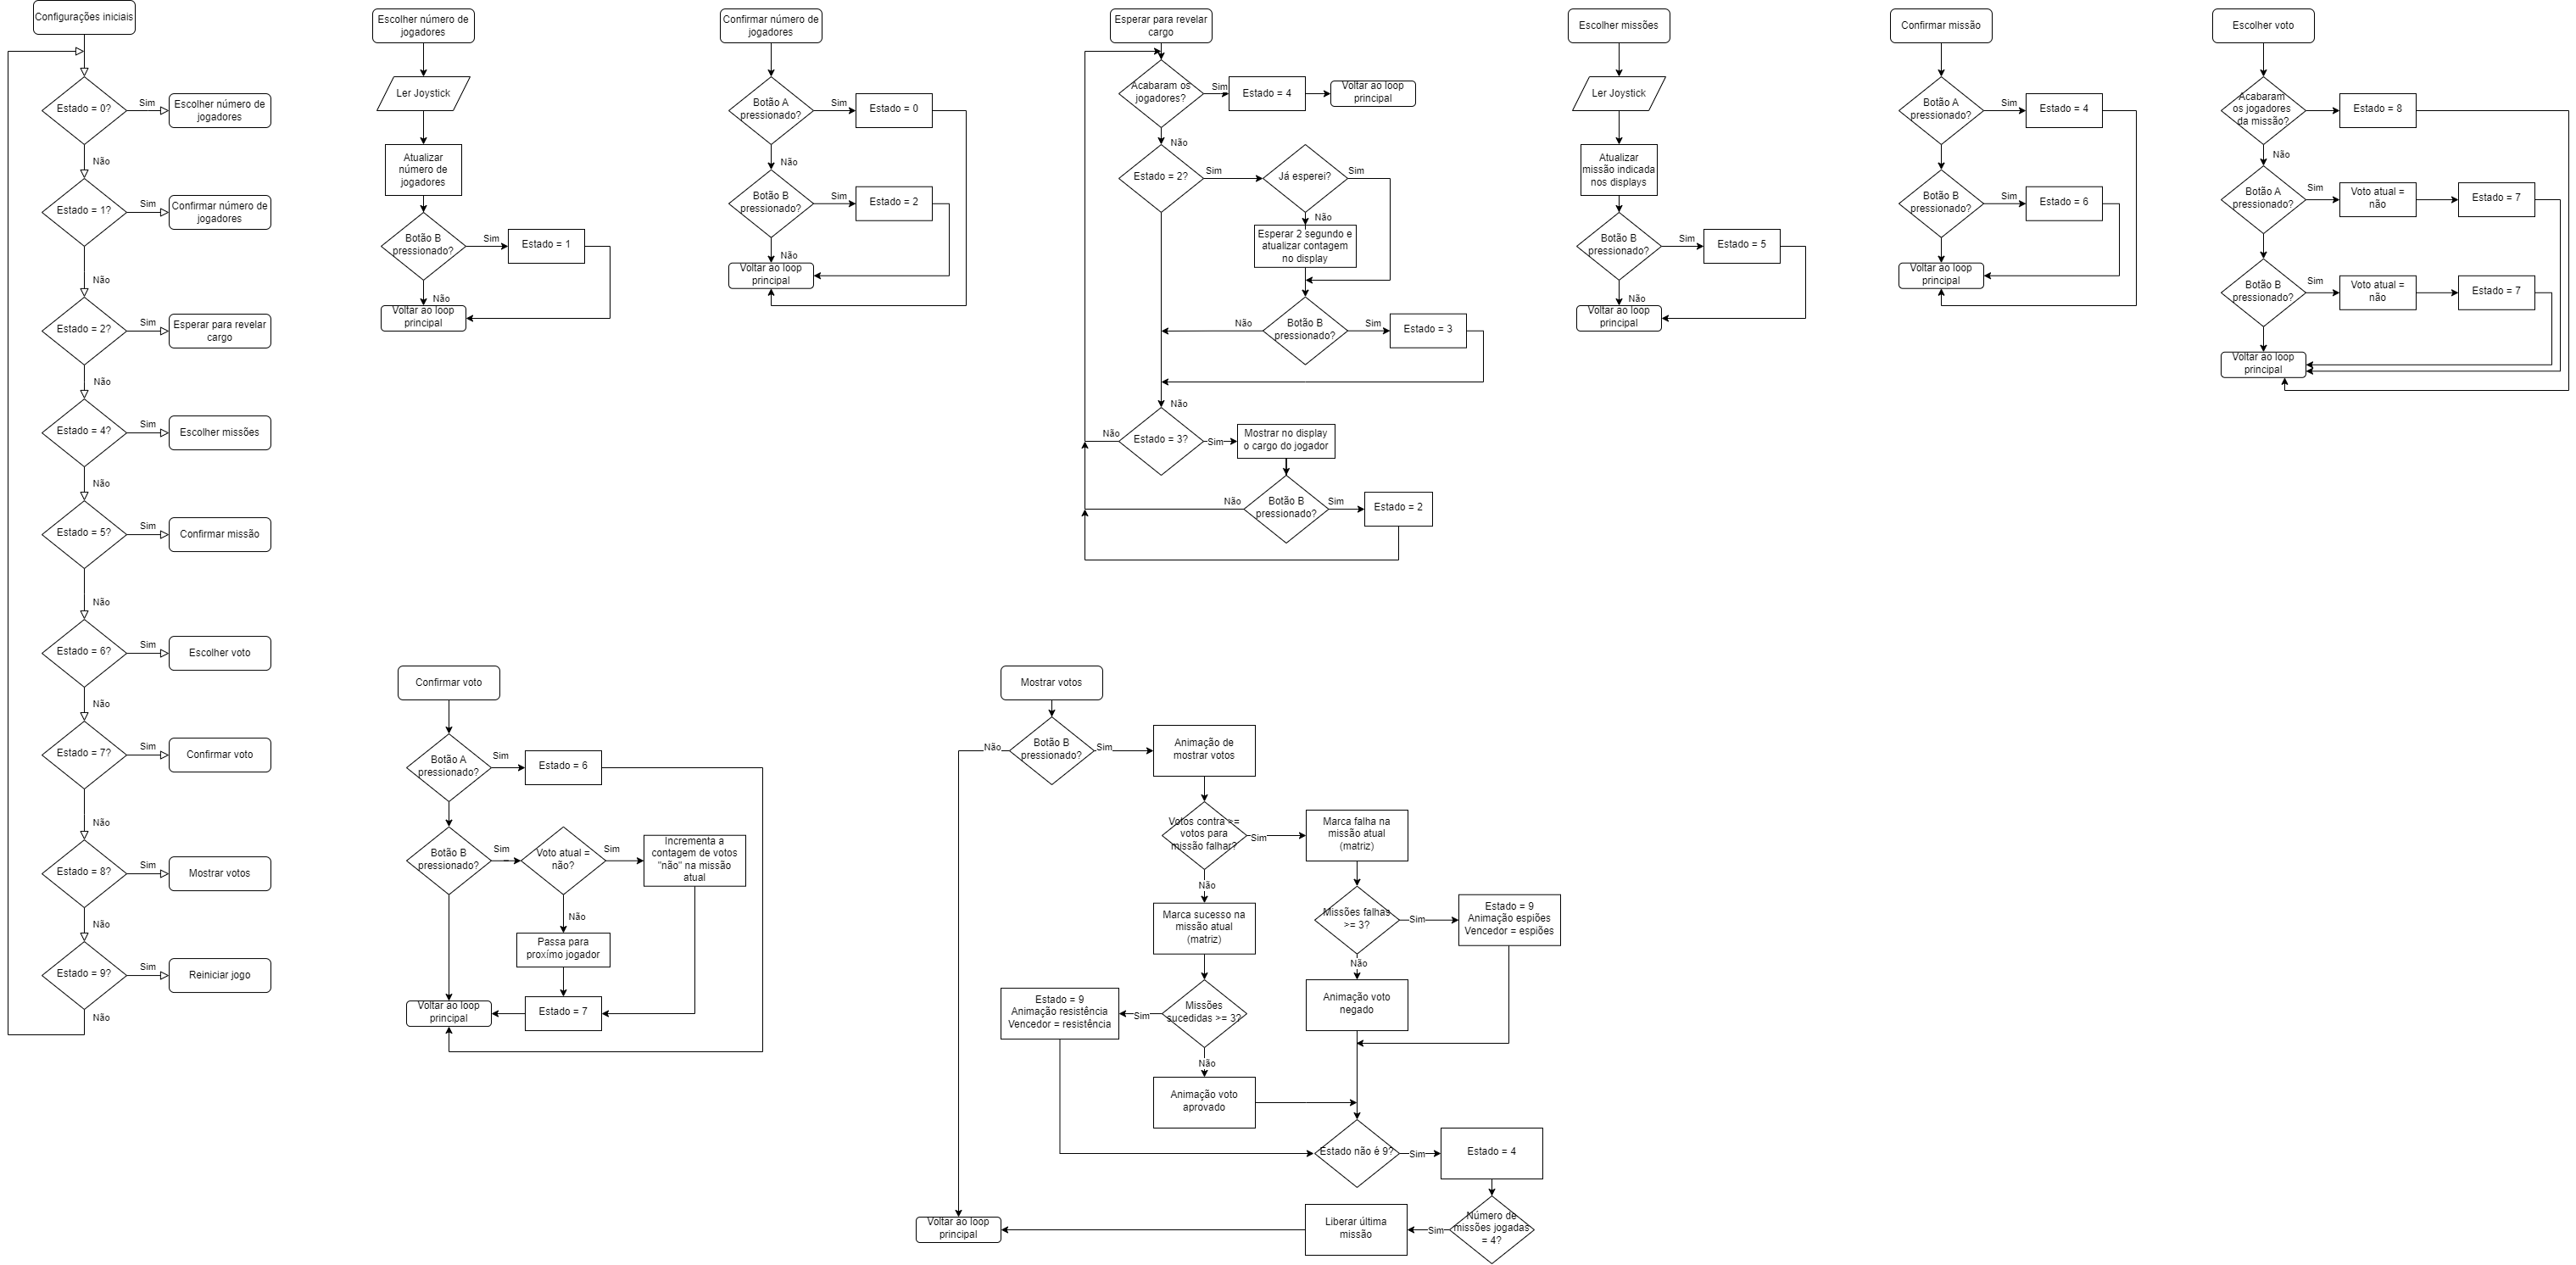 Configurações iniciais
Estado = 0?
Sim
Escolher número de
jogadores
Não
Estado = 1?
Sim
Confirmar número de
jogadores
Não
Estado = 2?
Sim
Esperar para revelar
cargo
Não
Estado = 4?
Sim
Escolher missões
Não
Estado = 5?
Sim
Confirmar missão
Não
Estado = 6?
Sim
Escolher voto
Não
Estado = 7?
Sim
Confirmar voto
Não
Estado = 8?
Sim
Mostrar votos
Não
Estado = 9?
Sim
Reiniciar jogo
Não
Escolher número de
jogadores
Ler Joystick
Atualizar
número de
jogadores
Botão B
pressionado?
Sim
Estado = 1
Não
Voltar ao loop
principal
Confirmar número de
jogadores
Botão A
pressionado?
Sim
Estado = 0
Não
Botão B
pressionado?
Sim
Estado = 2
Não
Voltar ao loop
principal
Esperar para revelar
cargo
Acabaram os
jogadores?
Sim
Estado = 4
Voltar ao loop
principal
Não
Estado = 2?
Sim
Já esperei?
Sim
Não
Esperar 2 segundo e
atualizar contagem
no display
Botão B
pressionado?
Não
Sim
Estado = 3
Não
Estado = 3?
Não
Sim
Mostrar no display
o cargo do jogador
Botão B
pressionado?
Não
Sim
Estado = 2
Escolher missões
Ler Joystick
Atualizar
missão indicada
nos displays
Botão B
pressionado?
Sim
Estado = 5
Não
Voltar ao loop
principal
Confirmar missão
Botão A
pressionado?
Sim
Estado = 4
Botão B
pressionado?
Sim
Estado = 6
Voltar ao loop
principal
Escolher voto
Acabaram
os jogadores
da missão?
Estado = 8
Não
Botão A
pressionado?
Sim
Voto atual =
não
Estado = 7
Botão B
pressionado?
Sim
Voto atual =
não
Estado = 7
Voltar ao loop
principal
Confirmar voto
Botão A
pressionado?
Sim
Estado = 6
Botão B
pressionado?
Sim
Voto atual =
não?
Sim
Incrementa a
contagem de votos
"não" na missão
atual
Não
Passa para
proxímo jogador
Estado = 7
Voltar ao loop
principal
Mostrar votos
Botão B
pressionado?
Não
Sim
Animação de
mostrar votos
Votos contra >=
votos para
missão falhar?
Sim
Marca falha na
missão atual
(matriz)
Não
Marca sucesso na
missão atual
(matriz)
Missões falhas
>= 3?
Sim
Estado = 9
Animação espiões
Vencedor = espiões
Não
Animação voto
negado
Missões
sucedidas >= 3?
Sim
Estado = 9
Animação resistência
Vencedor = resistência
Não
Animação voto
aprovado
Estado não é 9?
Sim
Estado = 4
Número de
missões jogadas
= 4?
Sim
Liberar última
missão
Voltar ao loop
principal